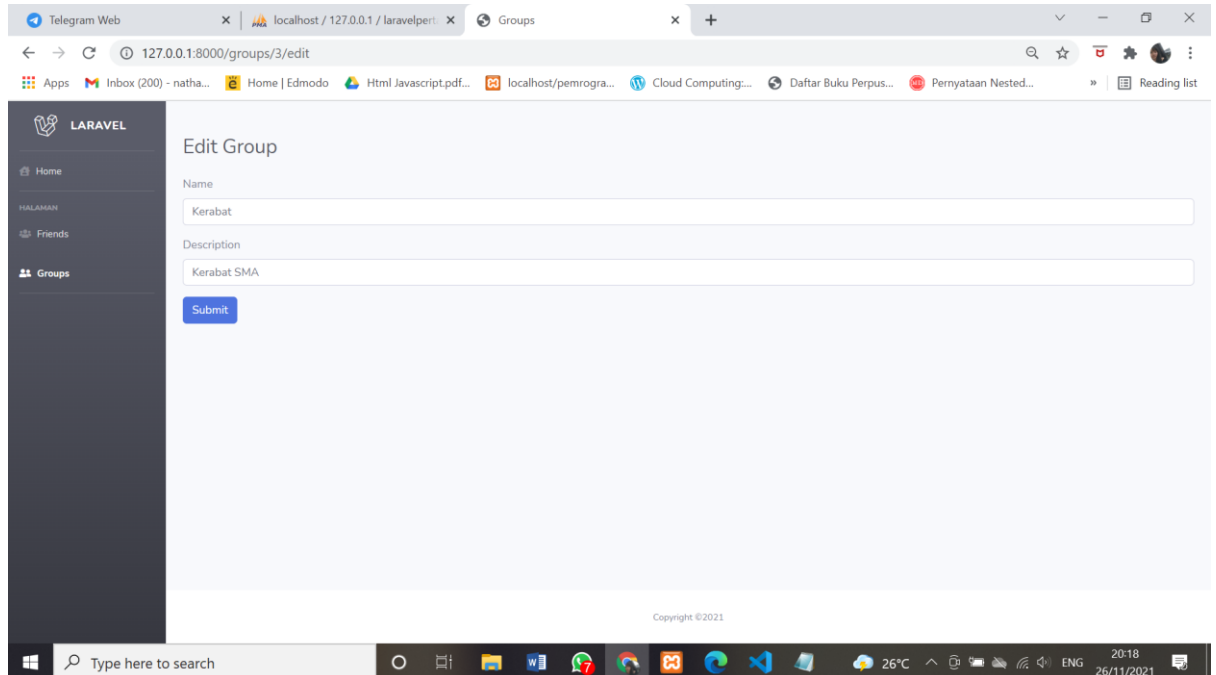 Telegram Web
localhost / 127.0.0.1 / laravelpert
Groups
127.0.0.1:8000/groups/3/edit
Apps
Inbox (200) - natha...
Home | Edmodo
Html Javascript.pdf...
localhost/pemrogra...
Cloud Computing:...
Daftar Buku Perpus...
Pernyataan Nested...
»
Reading list
LARAVEL
Home
HALAMAN
Friends
Groups
Edit Group
Name
Kerabat
Description
Kerabat SMA
Submit
Copyright ©2021
Type here to search
7
26°C
ENG
20:18
26/11/2021